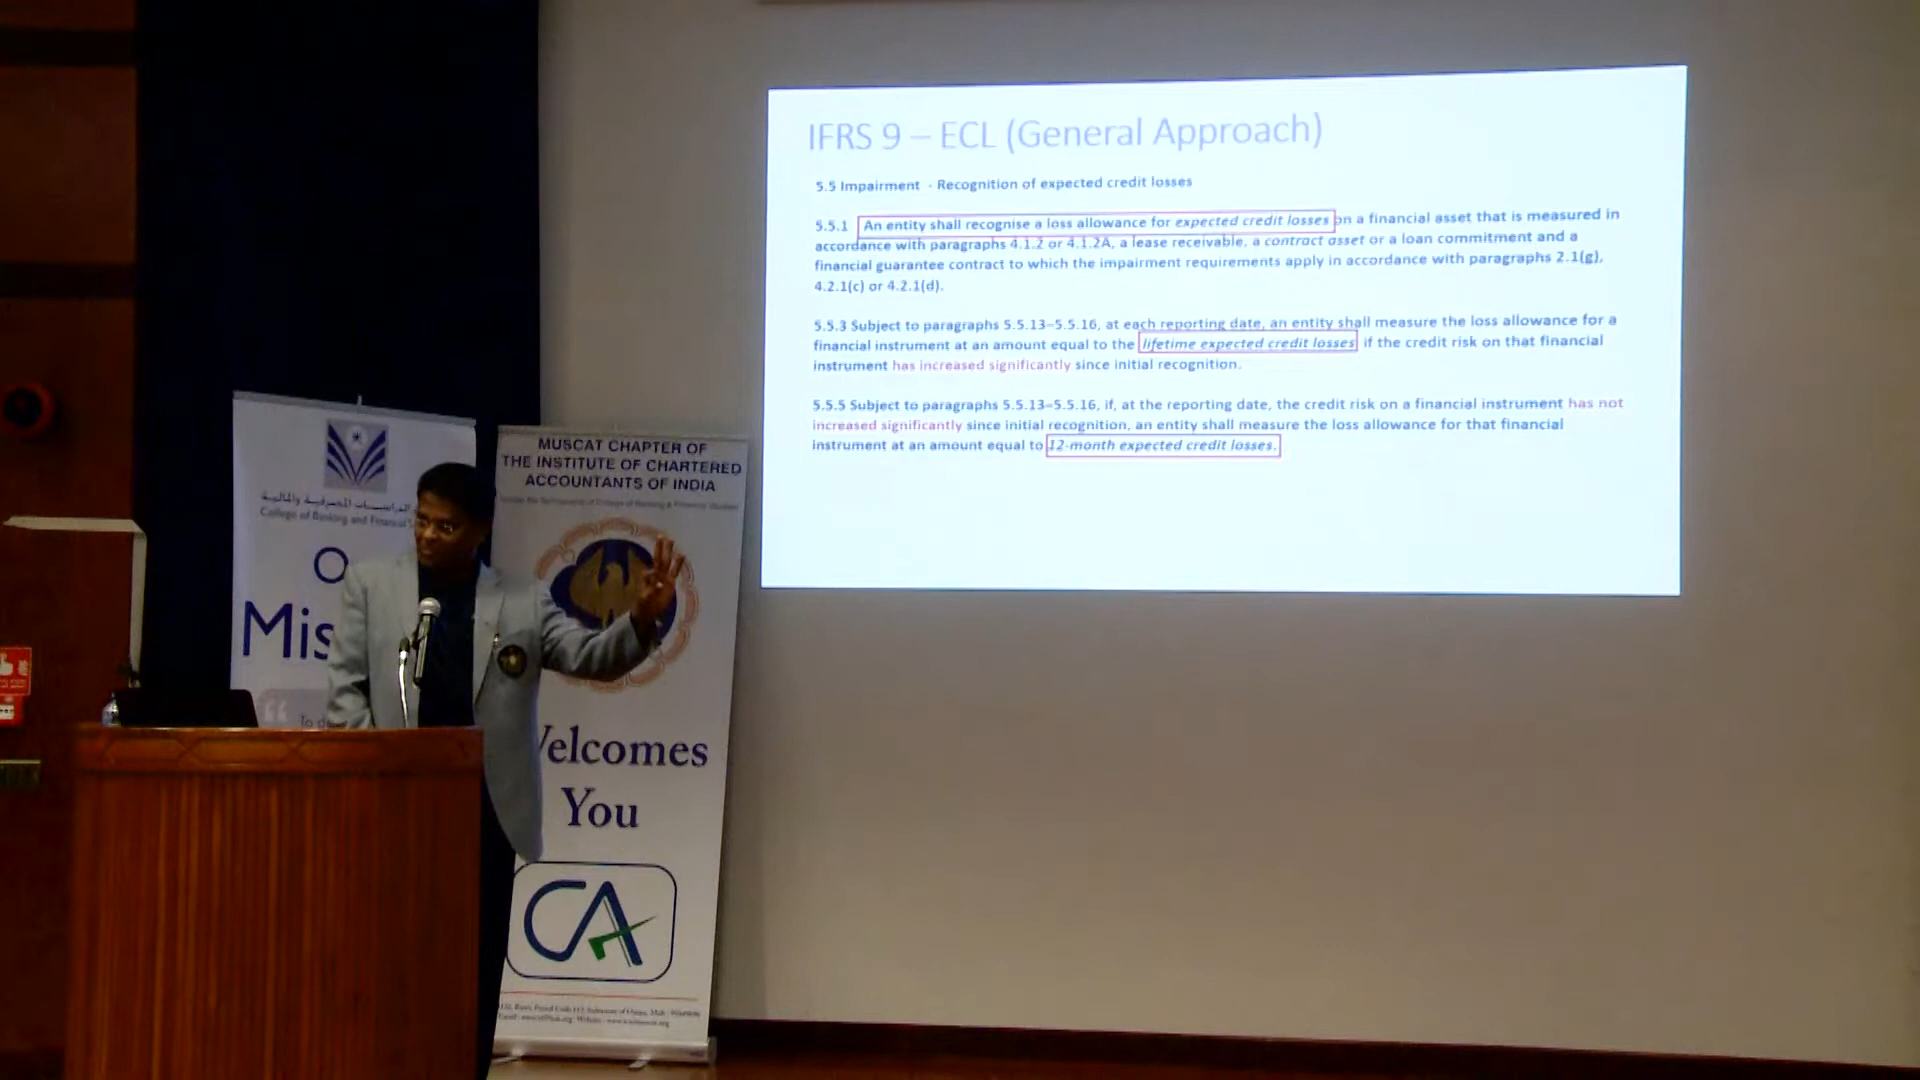 IFRS 9 – ECL (General Approach)
5.5 Impairment - Recognition of expected credit losses
5.5.1 An entity shall recognise a loss allowance for expected credit losses on a financial asset that is measured in
accordance with paragraphs 4.1.2 or 4.1.2A, a lease receivable, a contract asset or a loan commitment and a
financial guarantee contract to which the impairment requirements apply in accordance with paragraphs 2.1(g),
4.2.1(c) or 4.2.1(d).
5.5.3 Subject to paragraphs 5.5.13–5.5.16, at each reporting date, an entity shall measure the loss allowance for a
financial instrument at an amount equal to the lifetime expected credit losses if the credit risk on that financial
instrument has increased significantly since initial recognition.
5.5.5 Subject to paragraphs 5.5.13–5.5.16, if, at the reporting date, the credit risk on a financial instrument has not
increased significantly since initial recognition, an entity shall measure the loss allowance for that financial
instrument at an amount equal to 12-month expected credit losses.
College of Banking and Financial
O
Mis
To
MUSCAT CHAPTER OF
THE INSTITUTE OF CHARTERED
ACCOUNTANTS OF INDIA
elcomes
You
CA